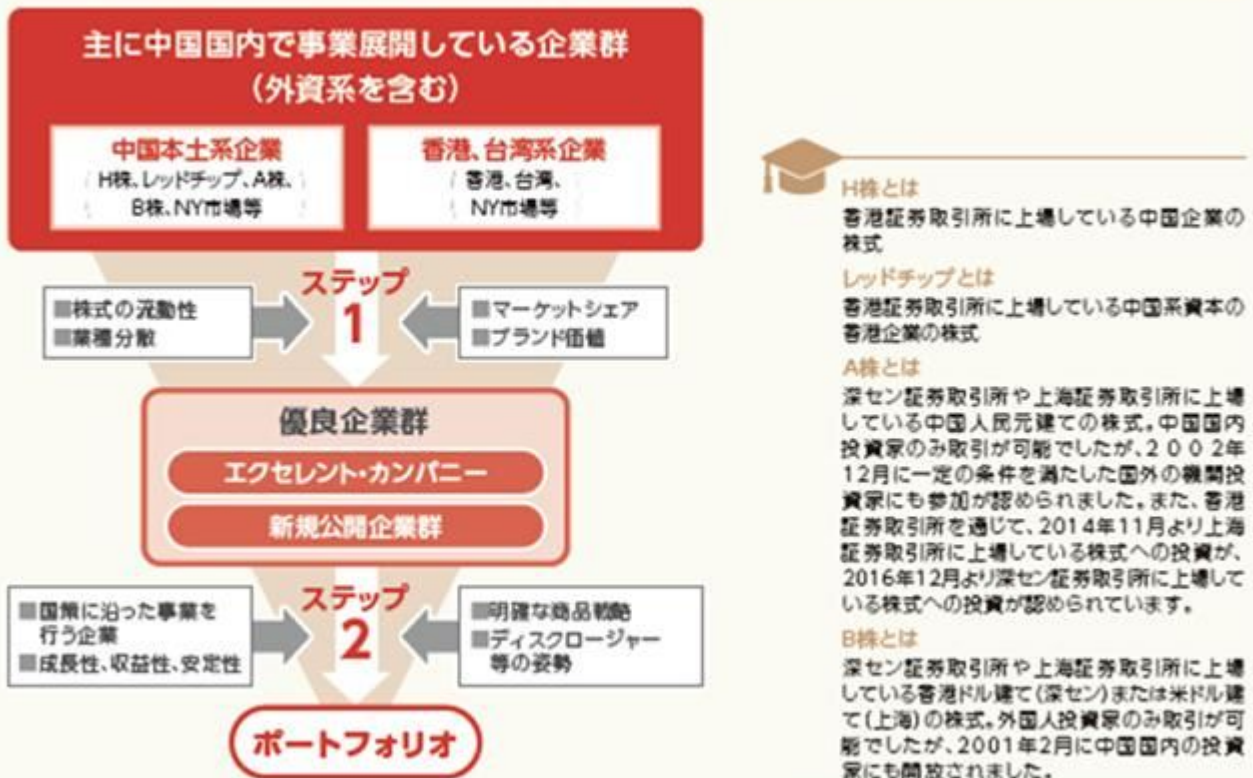 主に中国国内で事業展開している企業群
（外資系を含む）
中国本土系企業
H株、レッドチップ、A株、
B株、NY市場等
香港、台湾系企業
香港、台湾、
NY市場等
ステップ
1
■株式の流動性
■業種分散
■マーケットシェア
■ブランド価値
優良企業群
エクセレント・カンパニー
新規公開企業群
ステップ
2
■国策に沿った事業を
行う企業
■成長性、収益性、安定性
■明確な商品戦略
■ディスクロージャー
等の姿勢
ポートフォリオ
H株とは
香港証券取引所に上場している中国企業の
株式
レッドチップとは
香港証券取引所に上場している中国系資本の
香港企業の株式
A株とは
深セン証券取引所や上海証券取引所に上場
している中国人民元建ての株式。中国国内
投資家のみ取引が可能でしたが、2002年
12月に一定の条件を満たした国外の機関投
資家にも参加が認められました。また、香港
証券取引所を通じて、2014年11月より上海
証券取引所に上場している株式への投資が、
2016年12月より深セン証券取引所に上場して
いる株式への投資が認められています。
B株とは
深セン証券取引所や上海証券取引所に上場
している香港ドル建て(深セン)または米ドル建
て(上海)の株式。外国人投資家のみ取引が可
能でしたが、2001年2月に中国国内の投資
家にも開放されました。